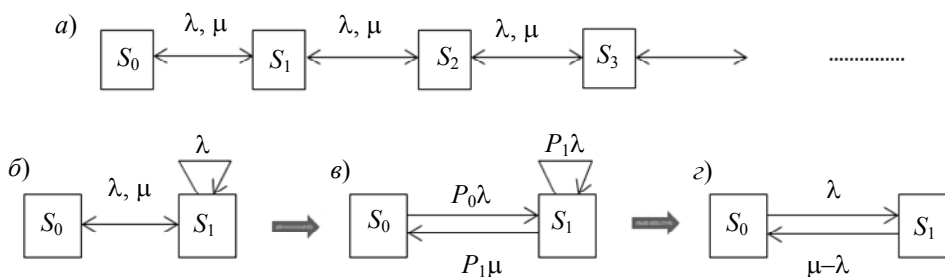 а) λ, μ λ, μ λ, μ
S₀ S₁ S₂ S₃ ................
б) λ в) P₁λ г)
λ, μ P₀λ λ
S₀ S₁ S₀ S₁ S₀ S₁
P₁μ μ–λ